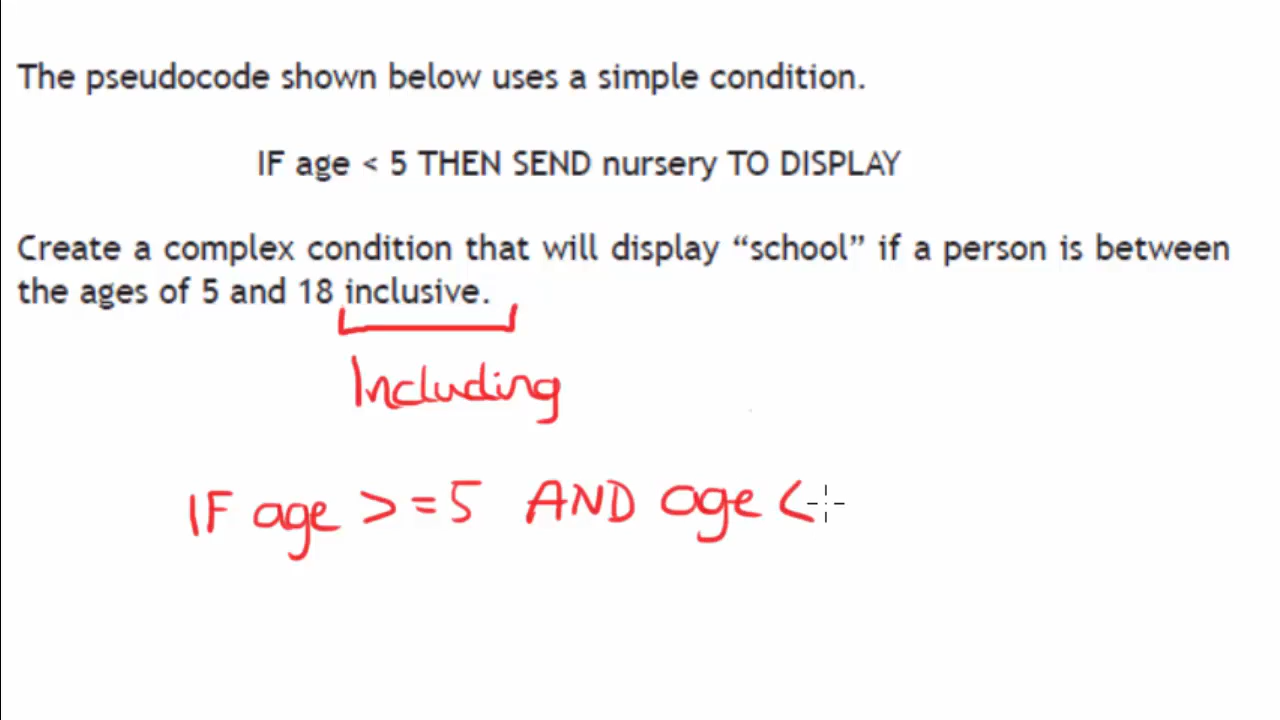 The pseudocode shown below uses a simple condition.
IF age < 5 THEN SEND nursery TO DISPLAY
Create a complex condition that will display “school” if a person is between
the ages of 5 and 18 inclusive.
Including
IF age >=5 AND age <